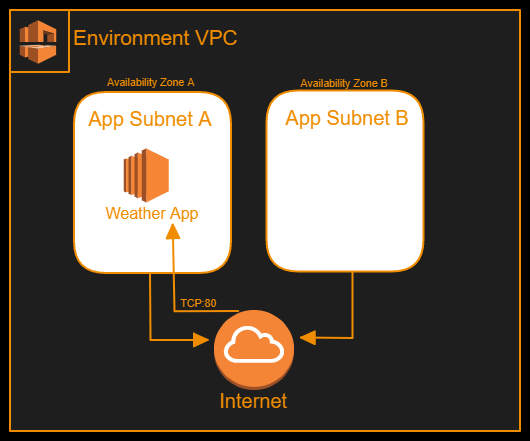 Environment VPC
Availability Zone A
Availability Zone B
App Subnet A
App Subnet B
Weather App
TCP:80
Internet